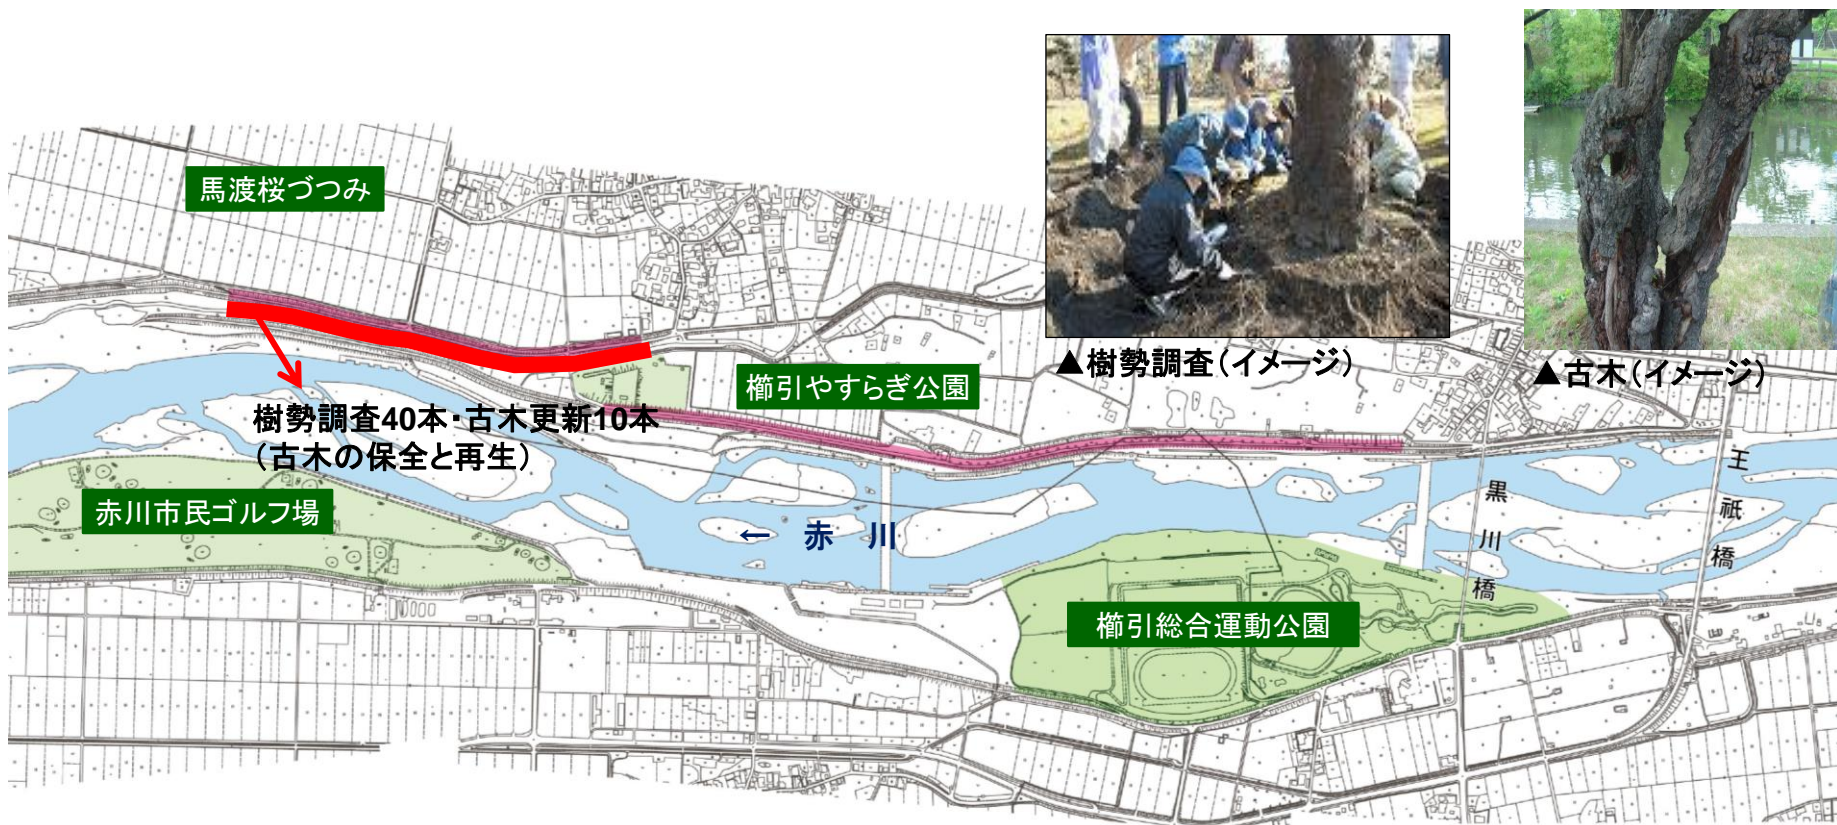 馬渡桜づつみ
▲樹勢調査(イメージ)
▲古木(イメージ)
櫛引やすらぎ公園
樹勢調査40本・古木更新10本
(古木の保全と再生)
赤川市民ゴルフ場
← 赤 川
黒川橋
王祇橋
櫛引総合運動公園